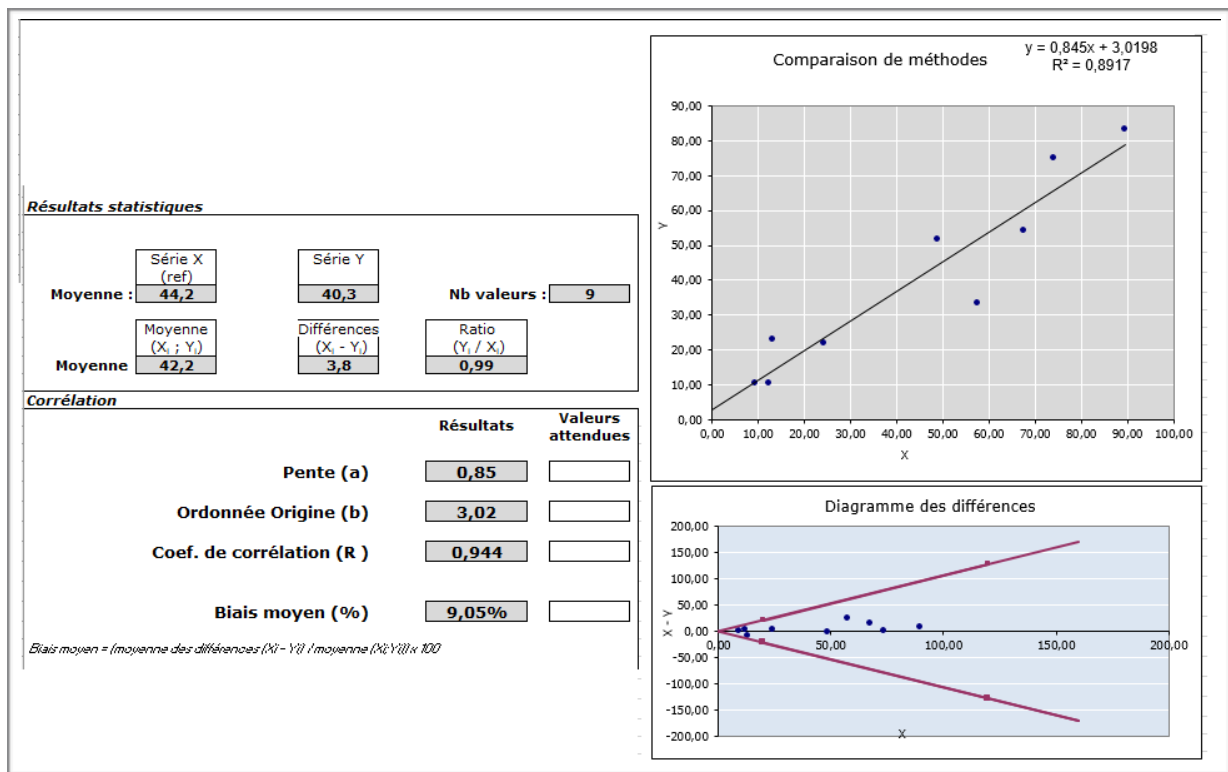 Résultats statistiques
Série X
(ref)
Série Y
Moyenne : 44,2 40,3 Nb valeurs : 9
Moyenne
(Xi ; Yi)
Différences
(Xi - Yi)
Ratio
(Yi / Xi)
Moyenne 42,2 3,8 0,99
Corrélation
Résultats Valeurs
attendues
Pente (a) 0,85
Ordonnée Origine (b) 3,02
Coef. de corrélation (R ) 0,944
Biais moyen (%) 9,05%
Biais moyen = (moyenne des différences (Xi - Yi) / moyenne (Xi;Yi)) x 100
Comparaison de méthodes
y = 0,845x + 3,0198
R² = 0,8917
90,00
80,00
70,00
60,00
50,00
40,00
30,00
20,00
10,00
0,00
Y
0,00 10,00 20,00 30,00 40,00 50,00 60,00 70,00 80,00 90,00 100,00
X
Diagramme des différences
200,00
150,00
100,00
50,00
0,00
-50,00
-100,00
-150,00
-200,00
X - Y
0,00 50,00 100,00 150,00 200,00
X